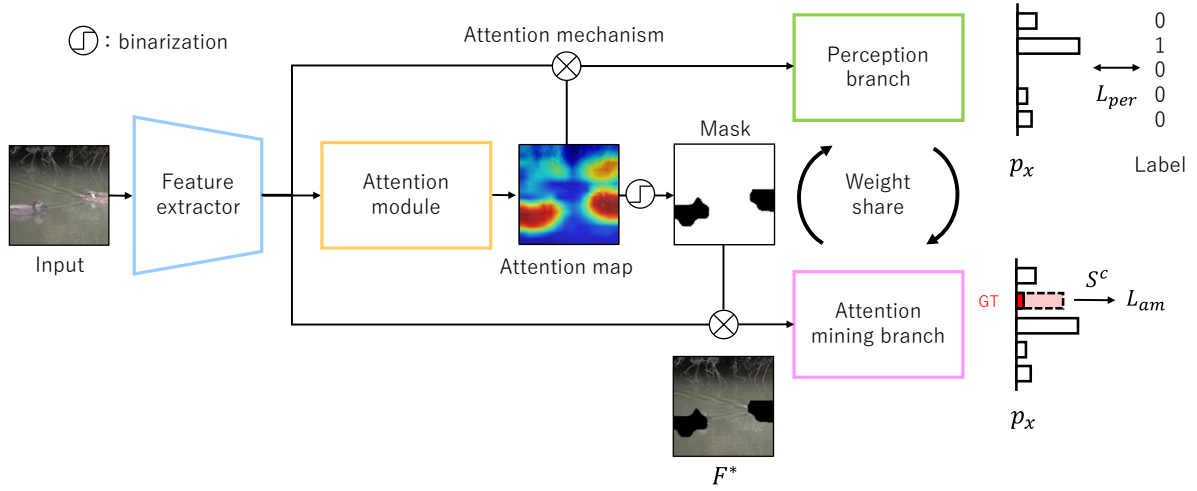 : binarization
Attention mechanism
Perception
branch
0
1
0
0
0
L_per
p_x
Label
Input
Feature
extractor
Attention
module
Attention map
Mask
Weight
share
Attention
mining branch
GT
S^c
L_am
p_x
F*